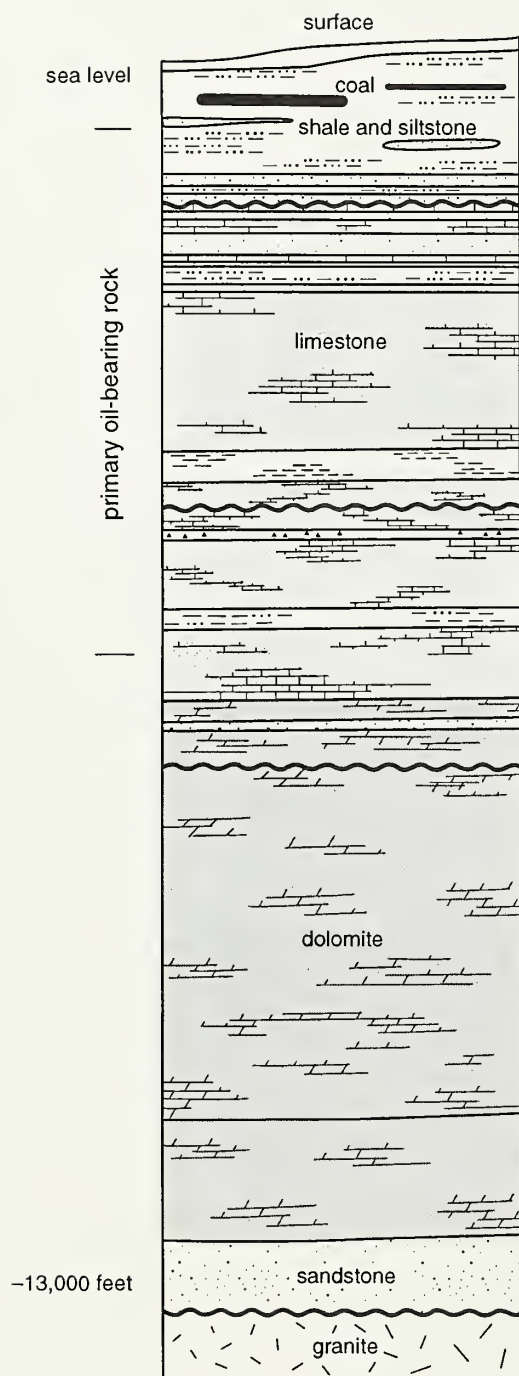 surface
sea level
coal
shale and siltstone
primary oil-bearing rock
limestone
dolomite
–13,000 feet
sandstone
granite